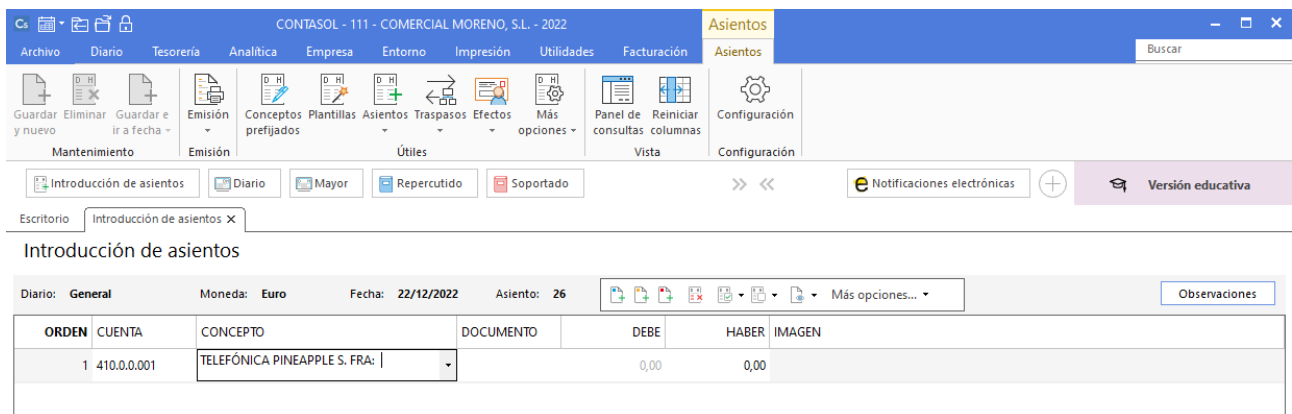 Cs CONTASOL - 111 - COMERCIAL MORENO, S.L. - 2022 Asientos
Archivo Diario Tesorería Analítica Empresa Entorno Impresión Utilidades Facturación Asientos Buscar
D H D H D H D H D H
Guardar Eliminar Guardar e Emisión Conceptos Plantillas Asientos Traspasos Efectos Más Panel de Reiniciar Configuración
y nuevo ir a fecha prefijados opciones consultas columnas
Mantenimiento Emisión Útiles Vista Configuración
Introducción de asientos Diario Mayor Repercutido Soportado Notificaciones electrónicas Versión educativa
Escritorio Introducción de asientos X
Introducción de asientos
Diario: General Moneda: Euro Fecha: 22/12/2022 Asiento: 26 Más opciones... Observaciones
ORDEN CUENTA CONCEPTO DOCUMENTO DEBE HABER IMAGEN
1 410.0.0.001 TELEFÓNICA PINEAPPLE S. FRA: 0,00 0,00